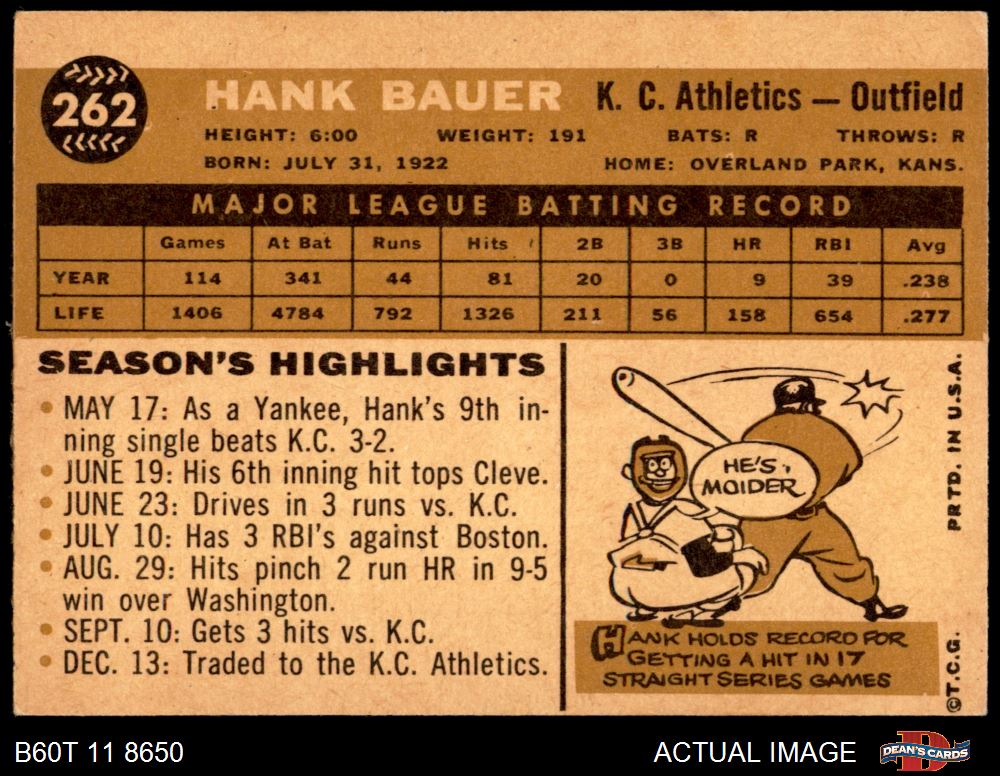 262
HANK BAUER K. C. Athletics — Outfield
HEIGHT: 6:00 WEIGHT: 191 BATS: R THROWS: R
BORN: JULY 31, 1922 HOME: OVERLAND PARK, KANS.
MAJOR LEAGUE BATTING RECORD
Games At Bat Runs Hits 2B 3B HR RBI Avg
YEAR 114 341 44 81 20 0 9 39 .238
LIFE 1406 4784 792 1326 211 56 158 654 .277
SEASON'S HIGHLIGHTS
• MAY 17: As a Yankee, Hank's 9th in-
ning single beats K.C. 3-2.
• JUNE 19: His 6th inning hit tops Cleve.
• JUNE 23: Drives in 3 runs vs. K.C.
• JULY 10: Has 3 RBI's against Boston.
• AUG. 29: Hits pinch 2 run HR in 9-5
win over Washington.
• SEPT. 10: Gets 3 hits vs. K.C.
• DEC. 13: Traded to the K.C. Athletics.
HE'S
MOIDER
HANK HOLDS RECORD FOR
GETTING A HIT IN 17
STRAIGHT SERIES GAMES
©T.C.G. PRTD. IN U.S.A.
B60T 11 8650 ACTUAL IMAGE DEAN'S CARDS